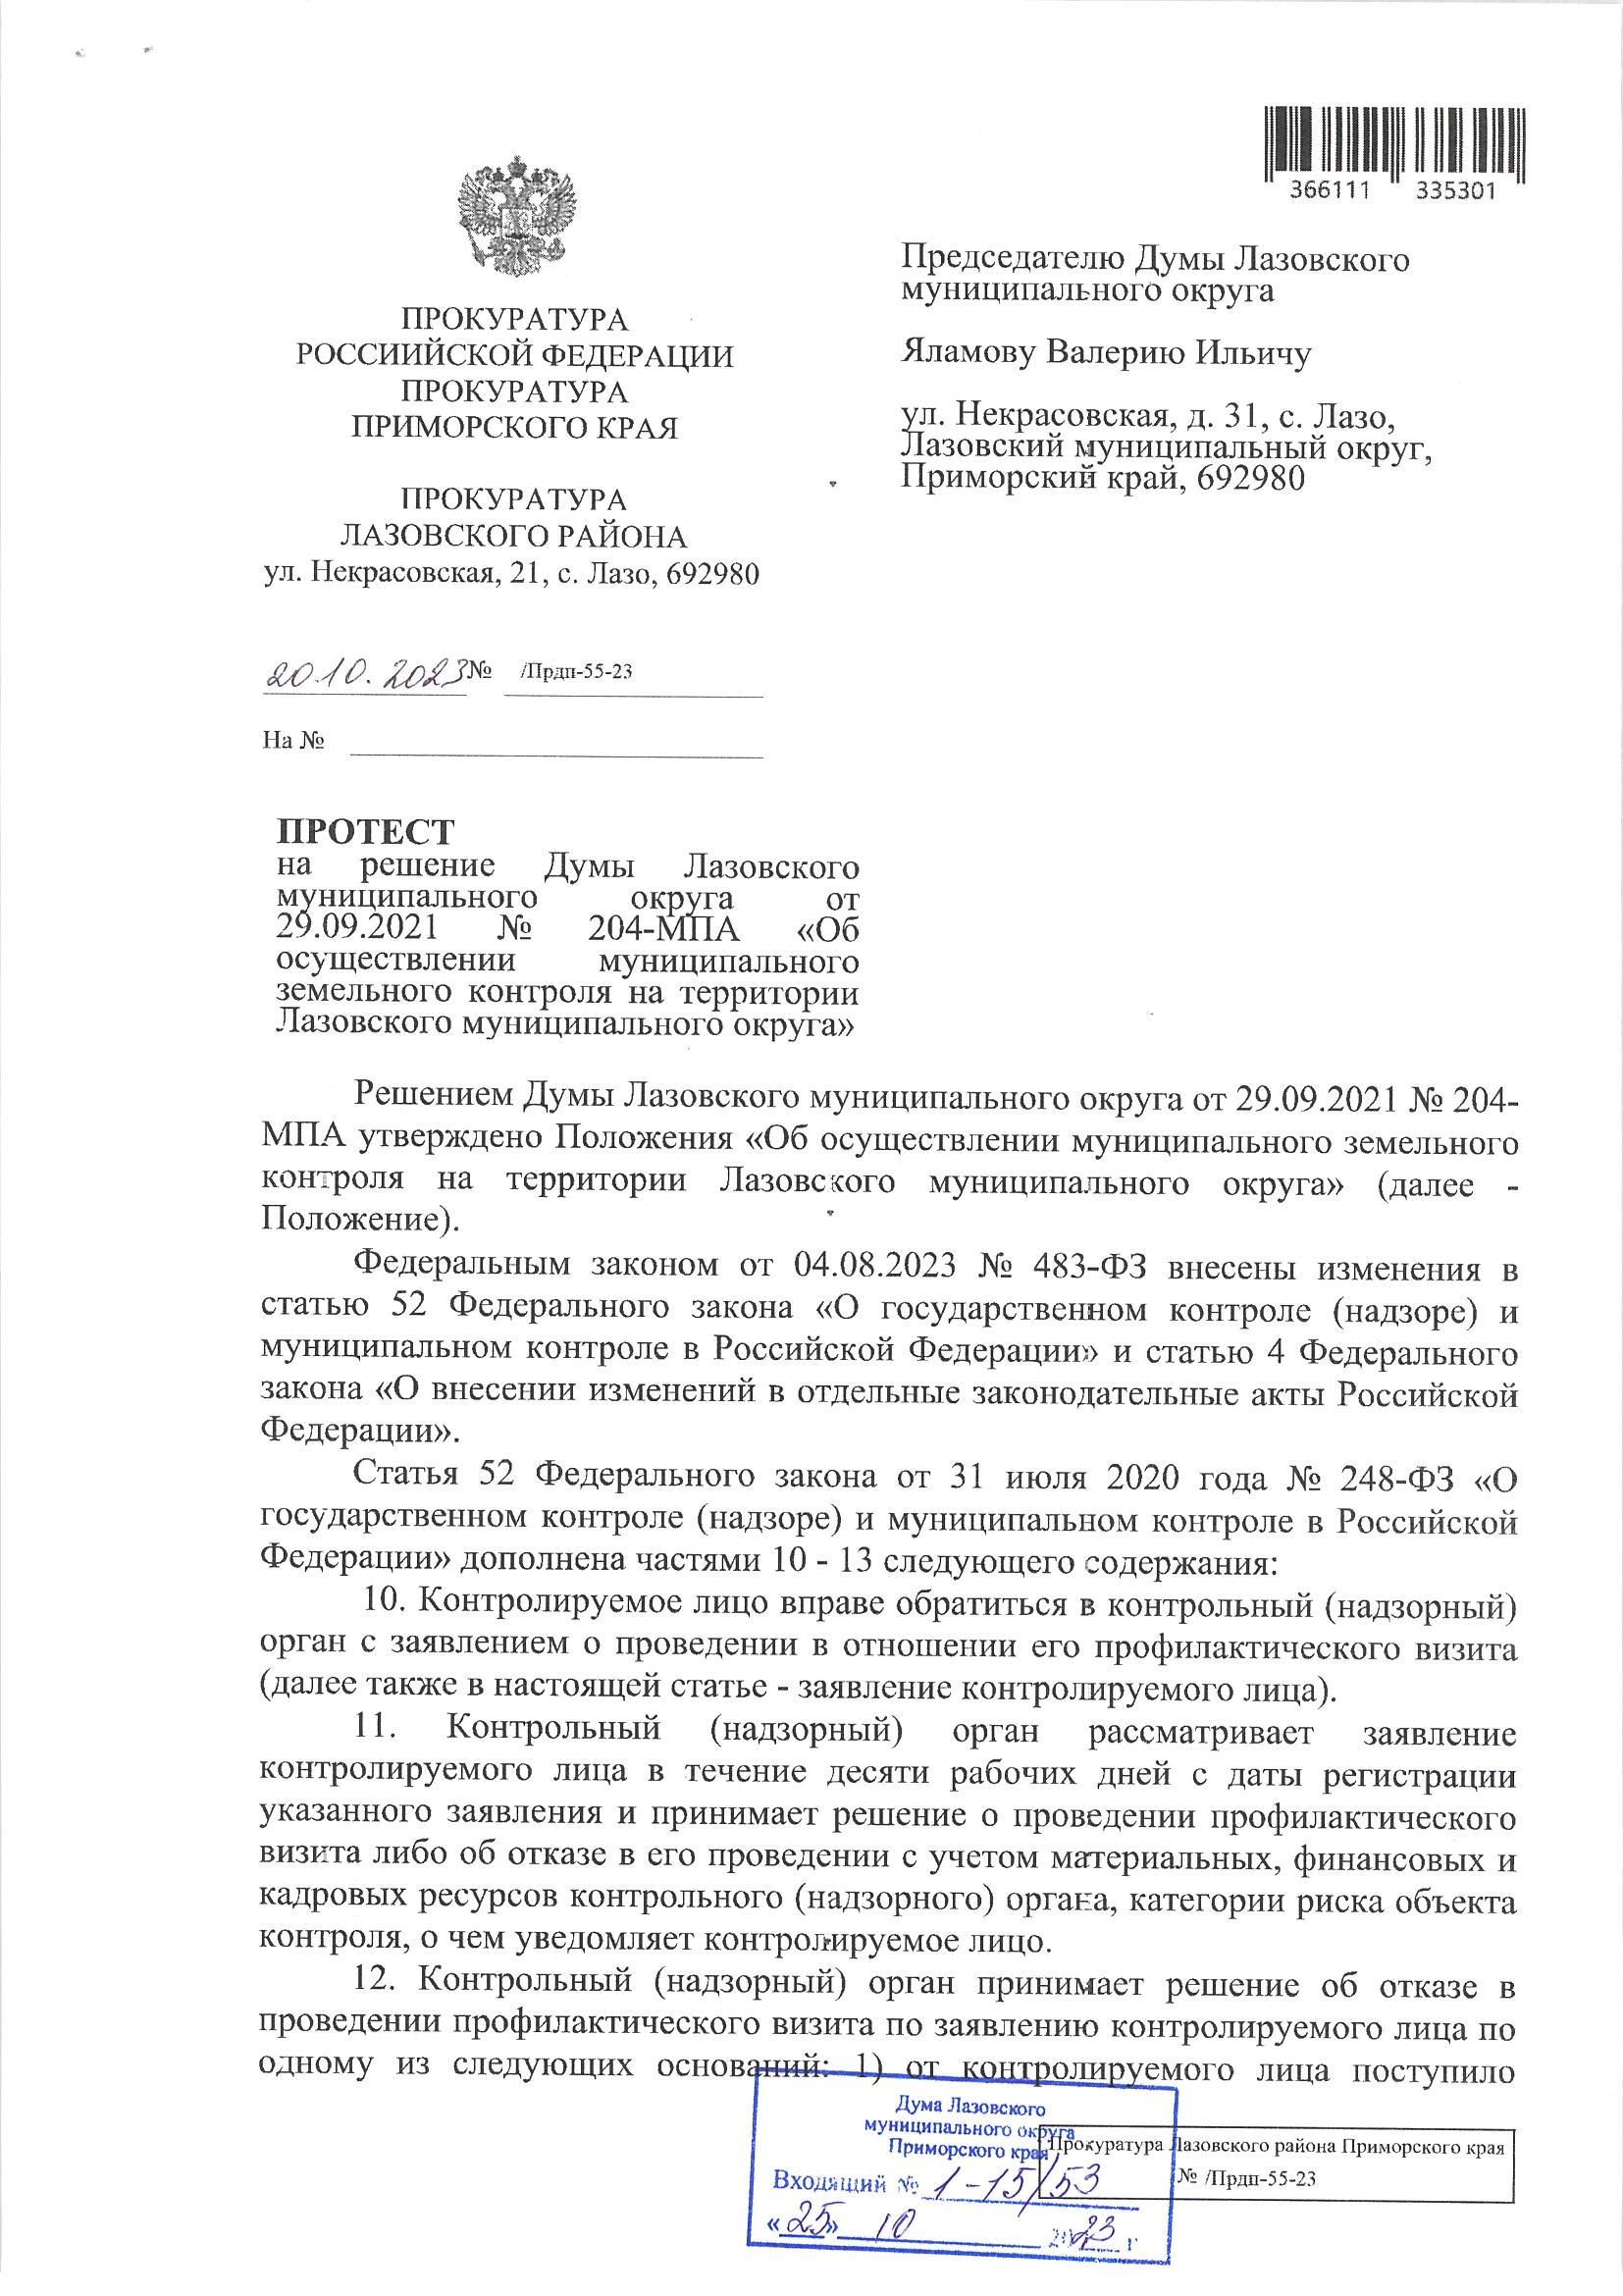 366111 335301
ПРОКУРАТУРА
РОССИИЙСКОЙ ФЕДЕРАЦИИ
ПРОКУРАТУРА
ПРИМОРСКОГО КРАЯ
ПРОКУРАТУРА
ЛАЗОВСКОГО РАЙОНА
ул. Некрасовская, 21, с. Лазо, 692980
20.10.2023 № /Прдп-55-23
На №
Председателю Думы Лазовского
муниципального округа
Яламову Валерию Ильичу
ул. Некрасовская, д. 31, с. Лазо,
Лазовский муниципальный округ,
Приморский край, 692980
ПРОТЕСТ
на решение Думы Лазовского
муниципального округа от
29.09.2021 № 204-МПА «Об
осуществлении муниципального
земельного контроля на территории
Лазовского муниципального округа»
Решением Думы Лазовского муниципального округа от 29.09.2021 № 204-
МПА утверждено Положения «Об осуществлении муниципального земельного
контроля на территории Лазовского муниципального округа» (далее -
Положение).
Федеральным законом от 04.08.2023 № 483-ФЗ внесены изменения в
статью 52 Федерального закона «О государственном контроле (надзоре) и
муниципальном контроле в Российской Федерации» и статью 4 Федерального
закона «О внесении изменений в отдельные законодательные акты Российской
Федерации».
Статья 52 Федерального закона от 31 июля 2020 года № 248-ФЗ «О
государственном контроле (надзоре) и муниципальном контроле в Российской
Федерации» дополнена частями 10 - 13 следующего содержания:
10. Контролируемое лицо вправе обратиться в контрольный (надзорный)
орган с заявлением о проведении в отношении его профилактического визита
(далее также в настоящей статье - заявление контролируемого лица).
11. Контрольный (надзорный) орган рассматривает заявление
контролируемого лица в течение десяти рабочих дней с даты регистрации
указанного заявления и принимает решение о проведении профилактического
визита либо об отказе в его проведении с учетом материальных, финансовых и
кадровых ресурсов контрольного (надзорного) органа, категории риска объекта
контроля, о чем уведомляет контролируемое лицо.
12. Контрольный (надзорный) орган принимает решение об отказе в
проведении профилактического визита по заявлению контролируемого лица по
одному из следующих оснований: 1) от контролируемого лица поступило
Дума Лазовского
муниципального округа
Приморского края
Входящий № 1-15/53
«25» 10 2023 г
Прокуратура Лазовского района Приморского края
№ /Прдп-55-23